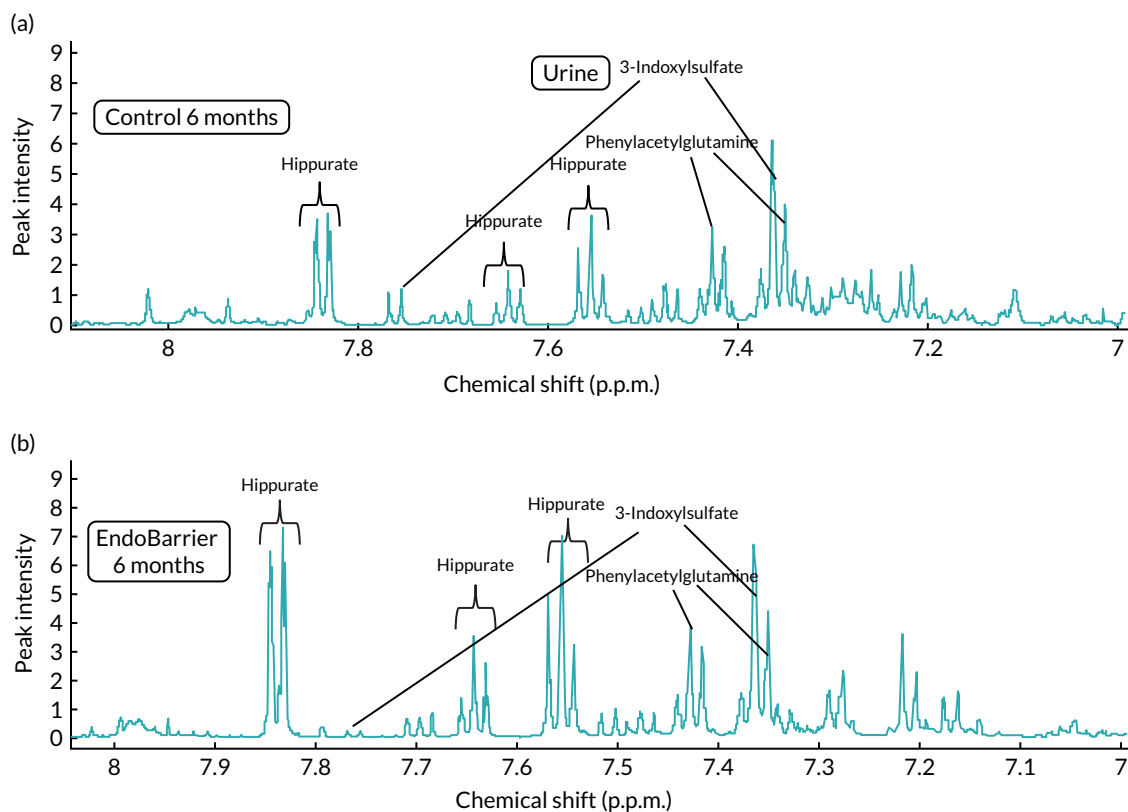 (a)
9
8
7
6
5
4
3
2
1
0
Peak intensity
Control 6 months
Urine
3-Indoxylsulfate
Phenylacetylglutamine
Hippurate
Hippurate
Hippurate
8
7.8
7.6
7.4
7.2
7
Chemical shift (p.p.m.)
(b)
9
8
7
6
5
4
3
2
1
0
Peak intensity
EndoBarrier
6 months
Hippurate
Hippurate
Hippurate
3-Indoxylsulfate
Phenylacetylglutamine
8
7.9
7.8
7.7
7.6
7.5
7.4
7.3
7.2
7.1
7
Chemical shift (p.p.m.)